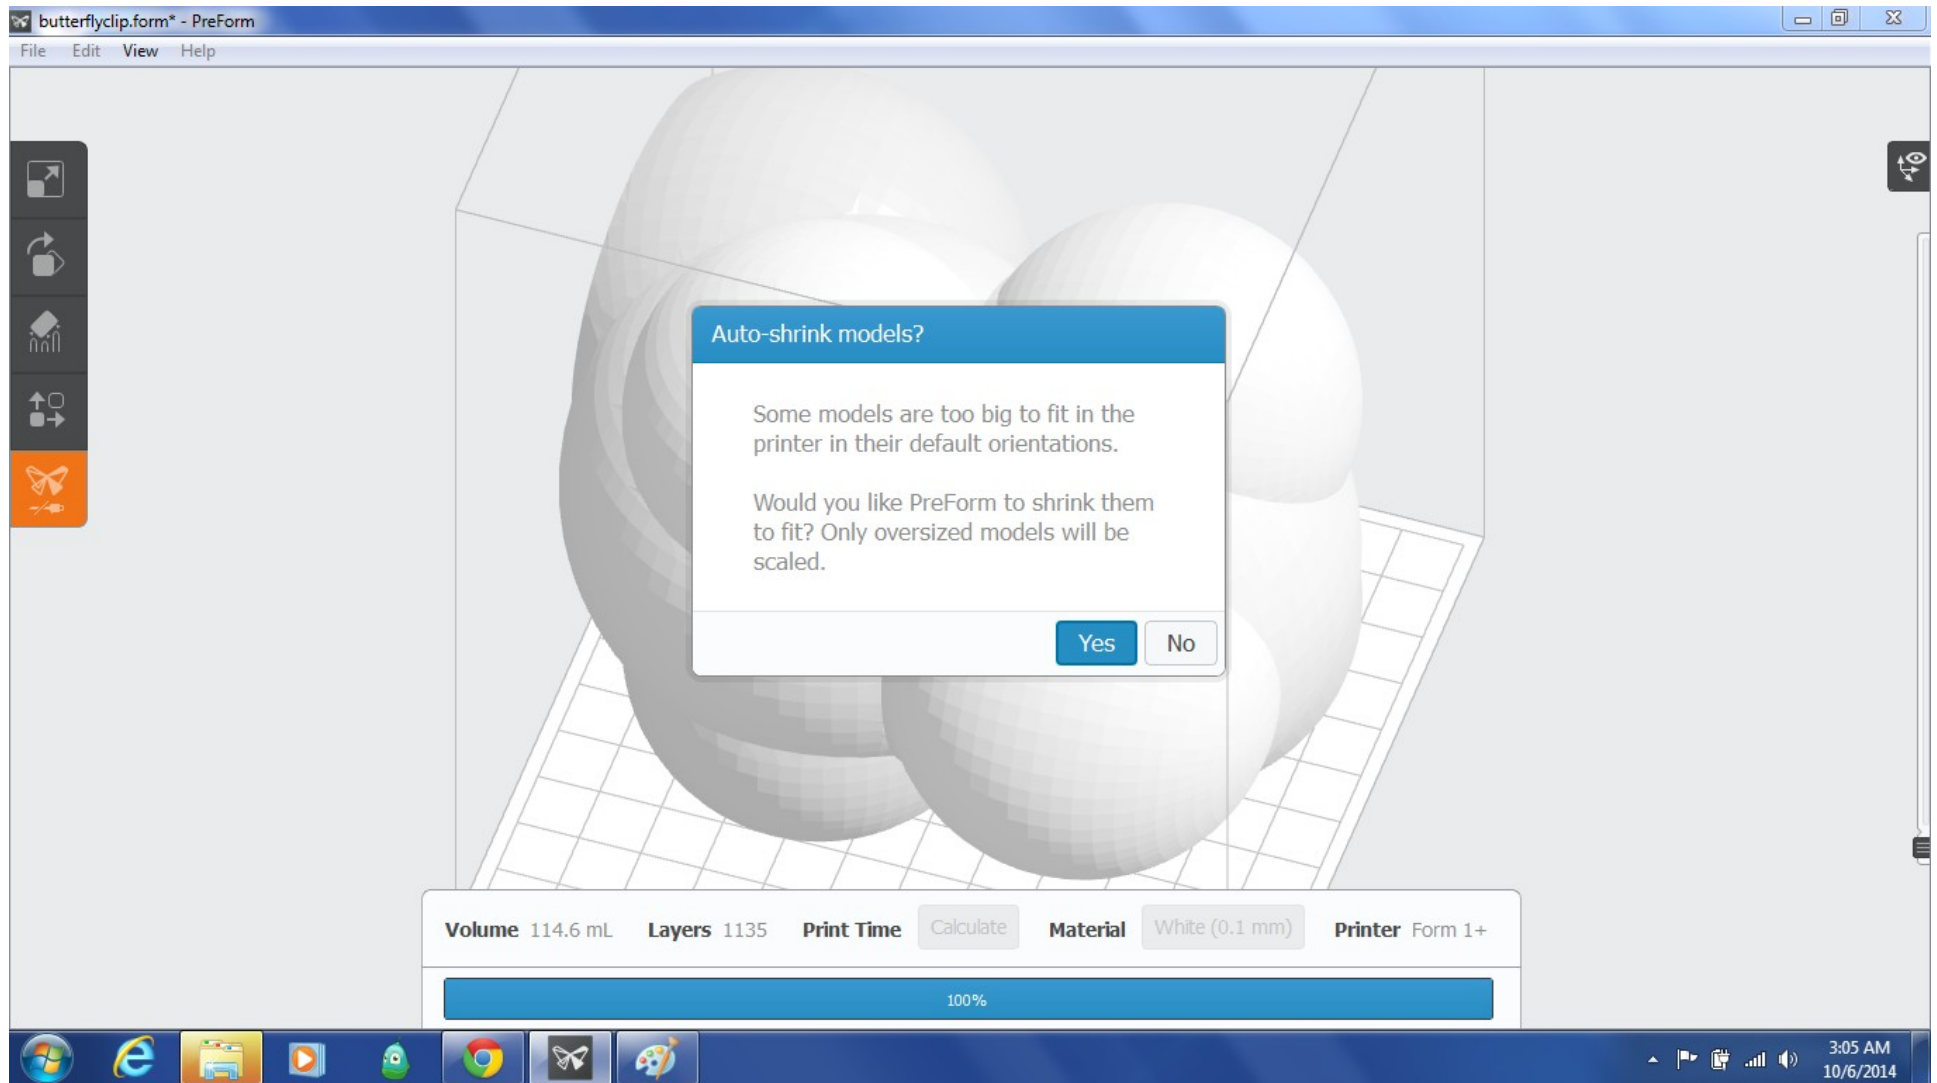 butterflyclip.form* - PreForm
File Edit View Help
Auto-shrink models?
Some models are too big to fit in the
printer in their default orientations.
Would you like PreForm to shrink them
to fit? Only oversized models will be
scaled.
Yes No
Volume 114.6 mL Layers 1135 Print Time Calculate Material White (0.1 mm) Printer Form 1+
100%
3:05 AM
10/6/2014